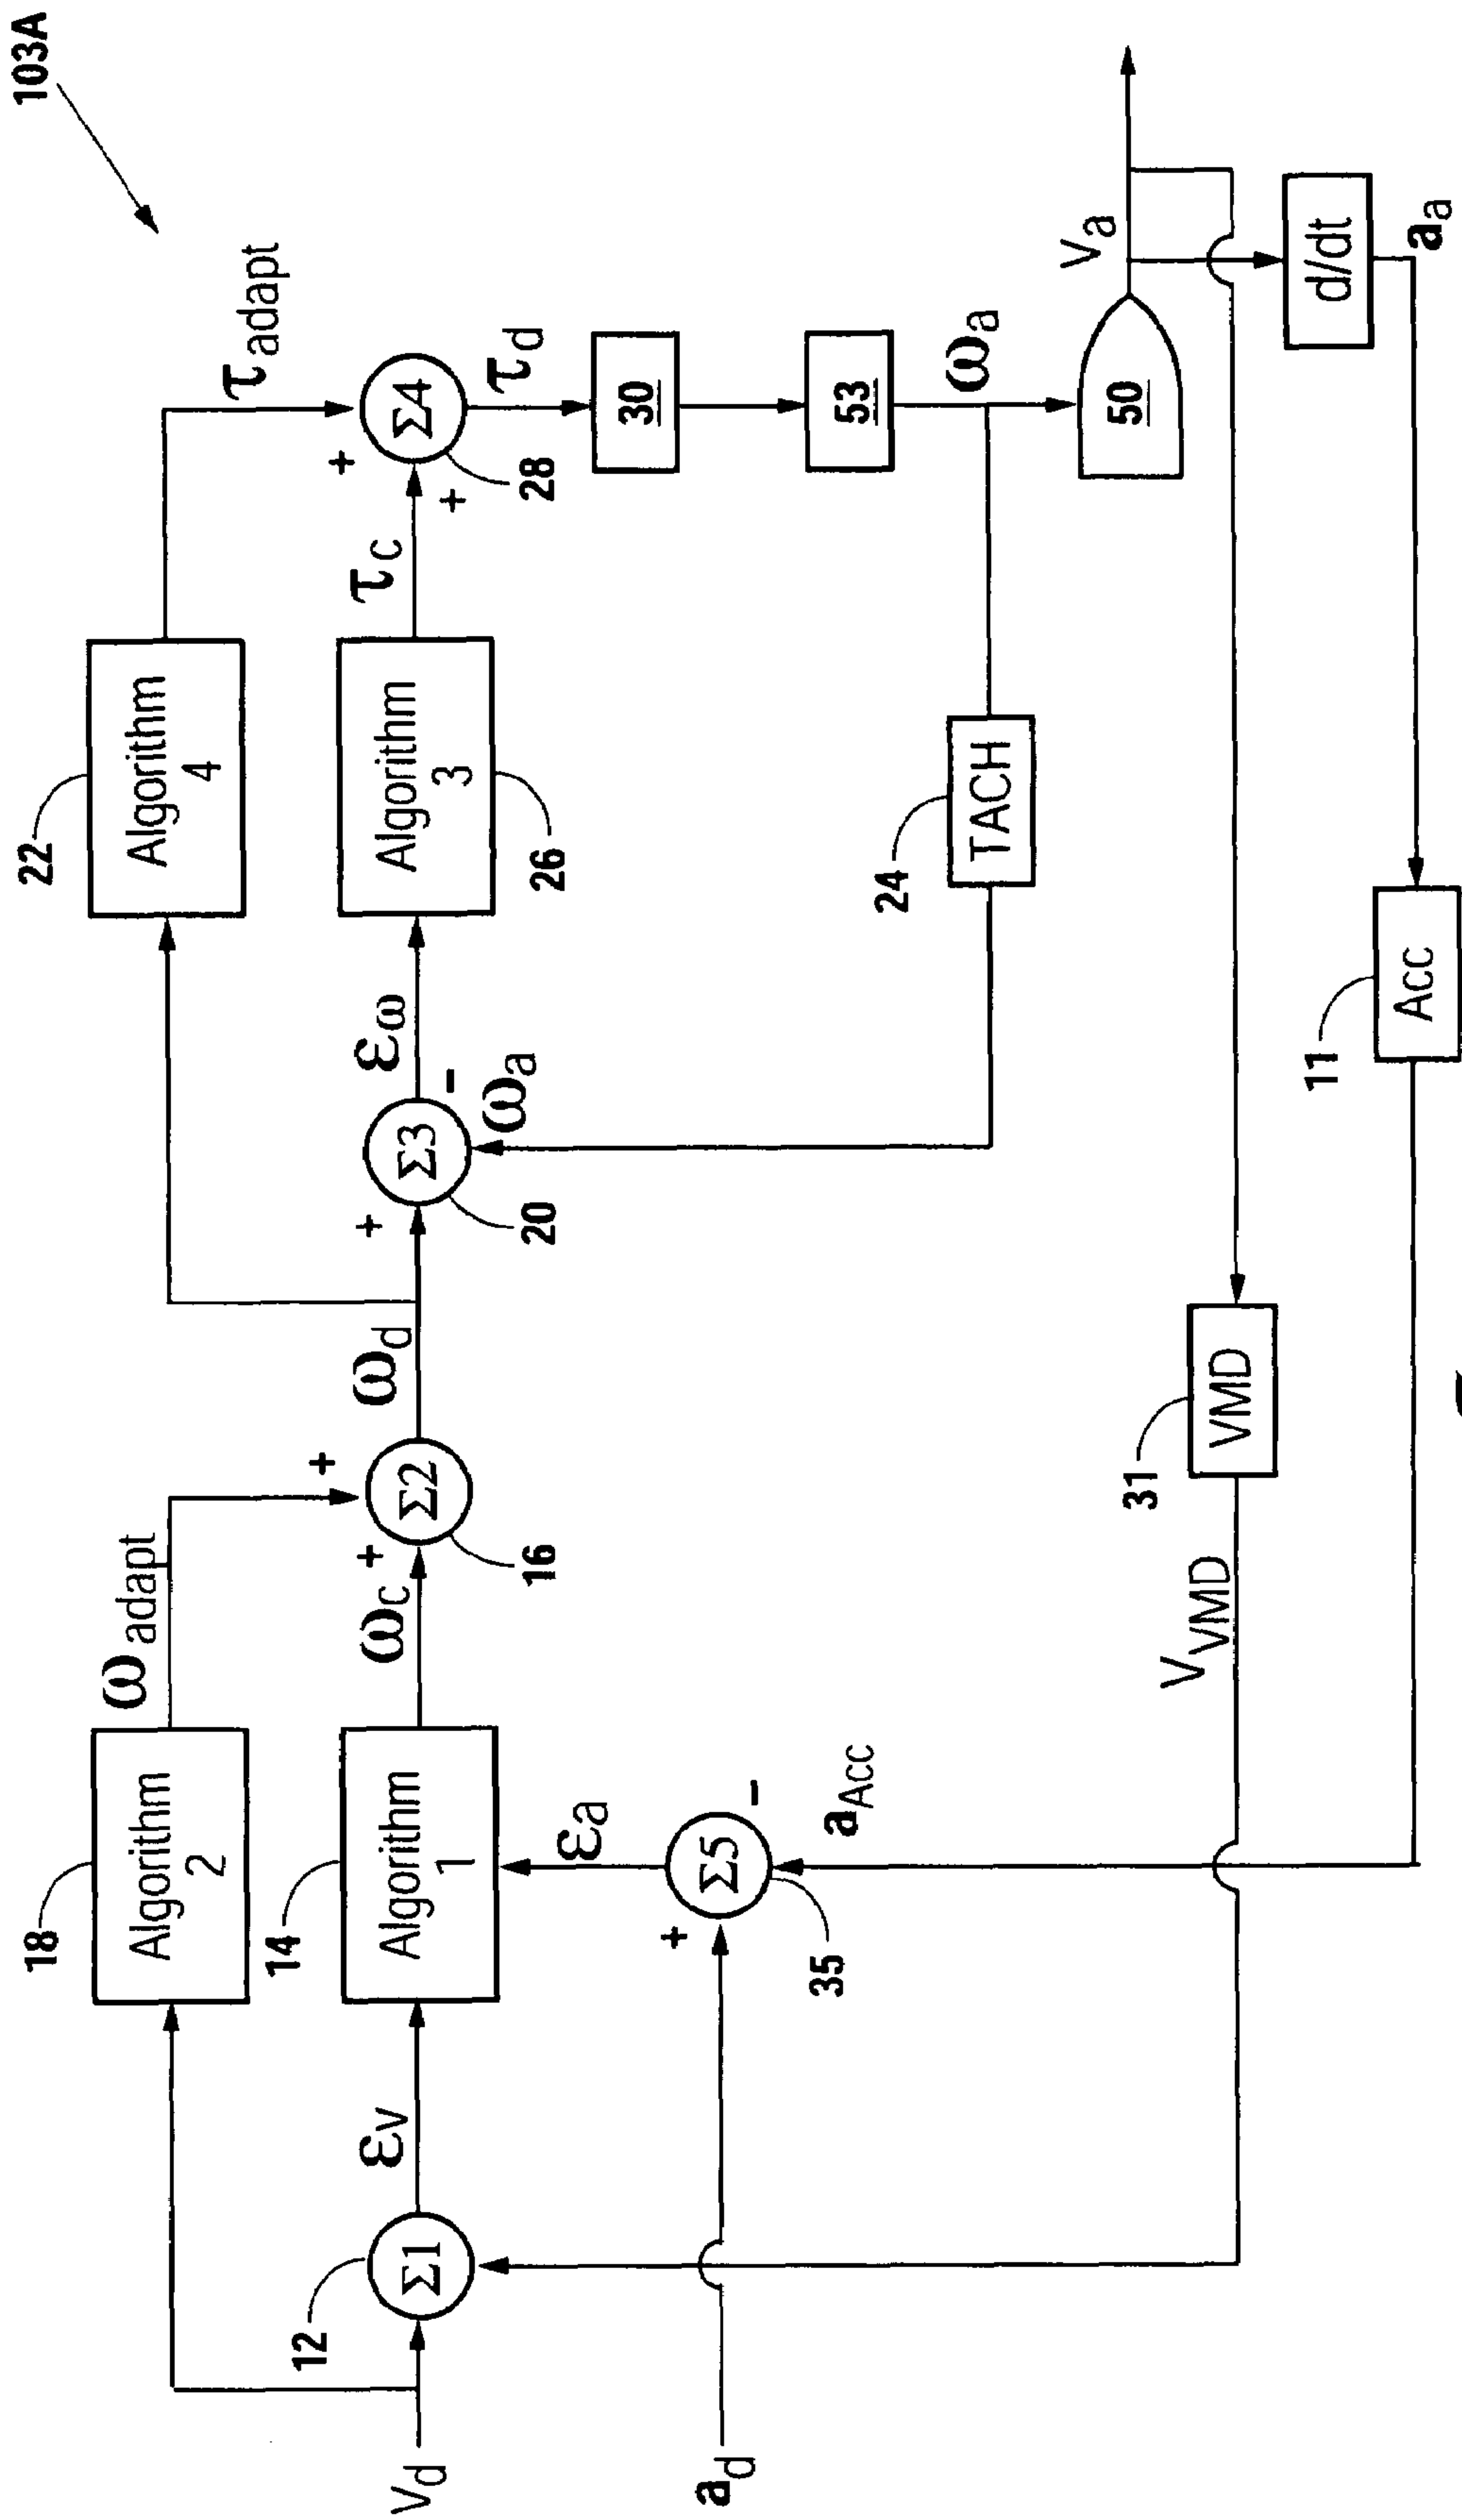 103A
22
Algorithm
4
τadapt
18
Algorithm
2
ωadapt
+
+
Σ4
28
τd
30
53
ωa
50
Va
d/dt
aa
Vd
12
Σ1
εV
14
Algorithm
1
ωc
+
Σ2
16
ωd
+
Σ3
20
-
εω
ωa
26
Algorithm
3
τc
+
24
TACH
ad
+
Σ5
35
-
εa
aAcc
VVMD
31
VMD
11
Acc